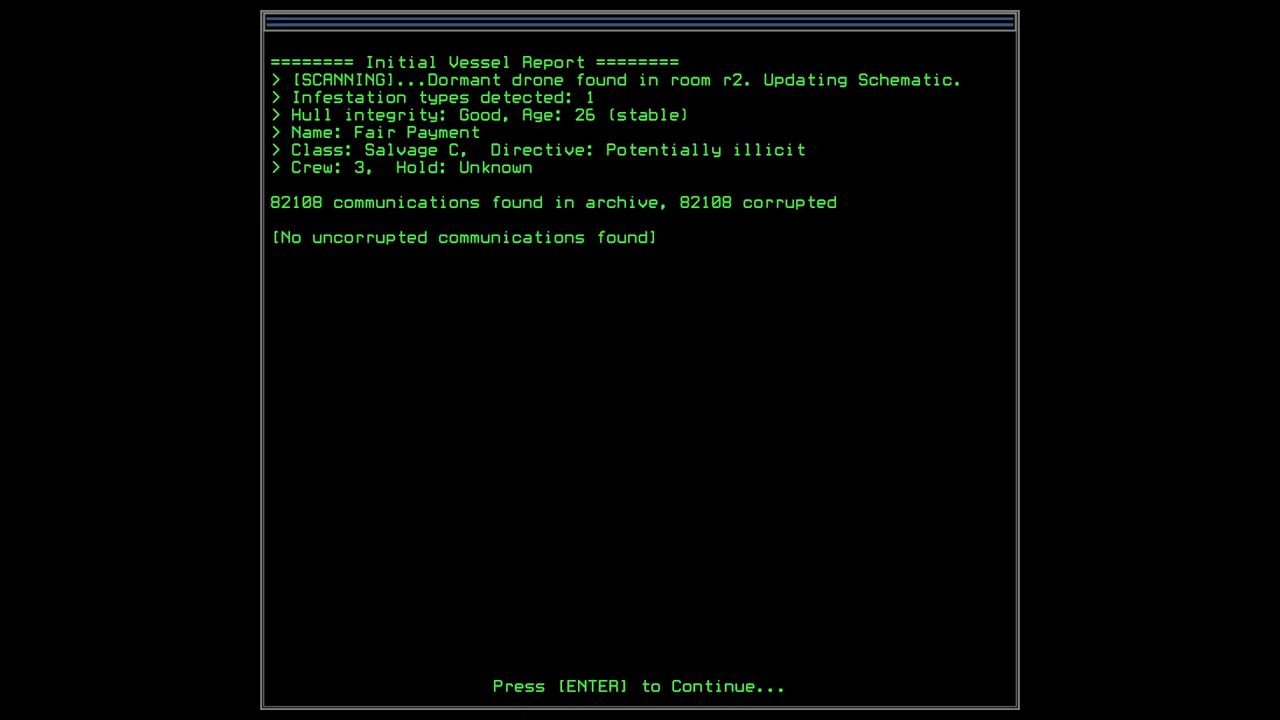 ======== Initial Vessel Report ========
> [SCANNING]...Dormant drone found in room r2. Updating Schematic.
> Infestation types detected: 1
> Hull integrity: Good, Age: 26 (stable)
> Name: Fair Payment
> Class: Salvage C,  Directive: Potentially illicit
> Crew: 3,  Hold: Unknown
82108 communications found in archive, 82108 corrupted
[No uncorrupted communications found]
Press [ENTER] to Continue...